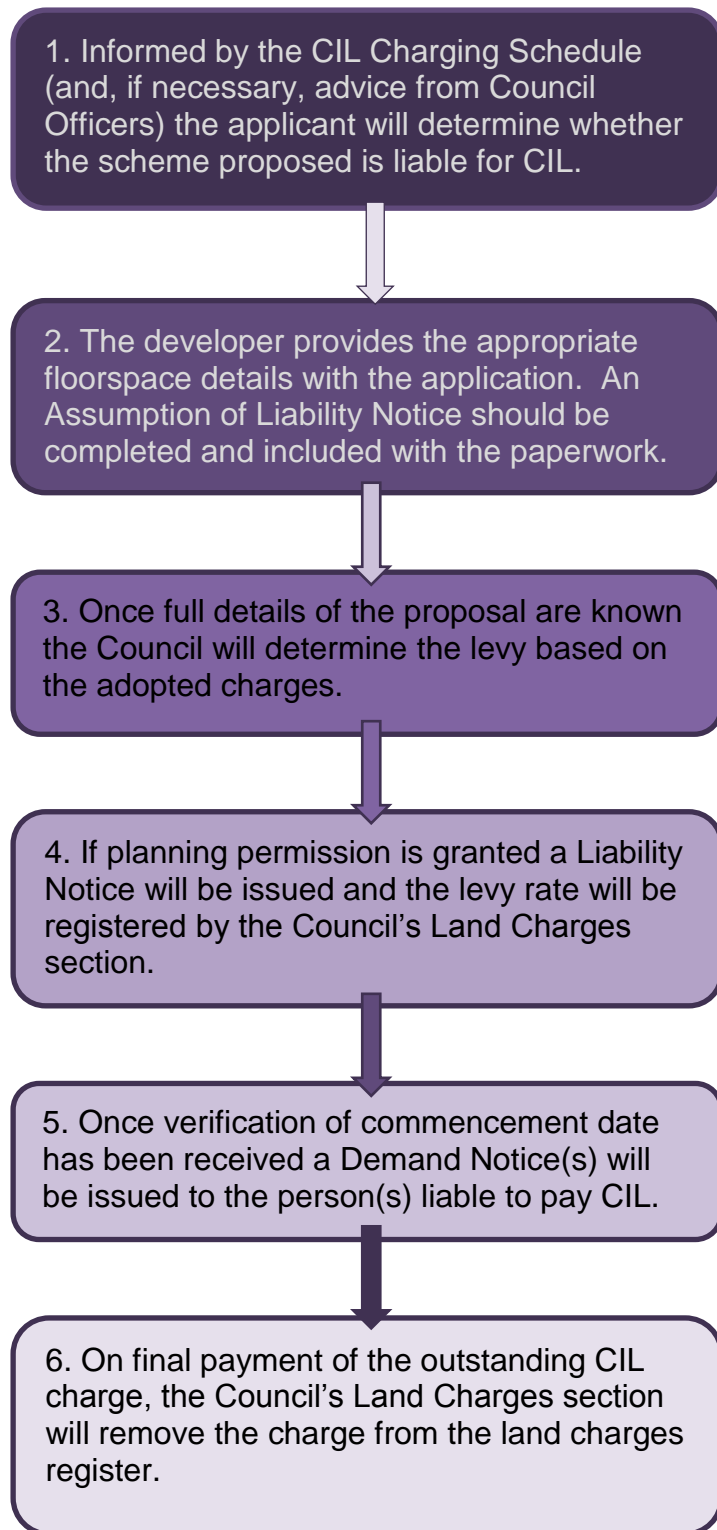 1. Informed by the CIL Charging Schedule
(and, if necessary, advice from Council
Officers) the applicant will determine whether
the scheme proposed is liable for CIL.
2. The developer provides the appropriate
floorspace details with the application.  An
Assumption of Liability Notice should be
completed and included with the paperwork.
3. Once full details of the proposal are known
the Council will determine the levy based on
the adopted charges.
4. If planning permission is granted a Liability
Notice will be issued and the levy rate will be
registered by the Council’s Land Charges
section.
5. Once verification of commencement date
has been received a Demand Notice(s) will
be issued to the person(s) liable to pay CIL.
6. On final payment of the outstanding CIL
charge, the Council’s Land Charges section
will remove the charge from the land charges
register.